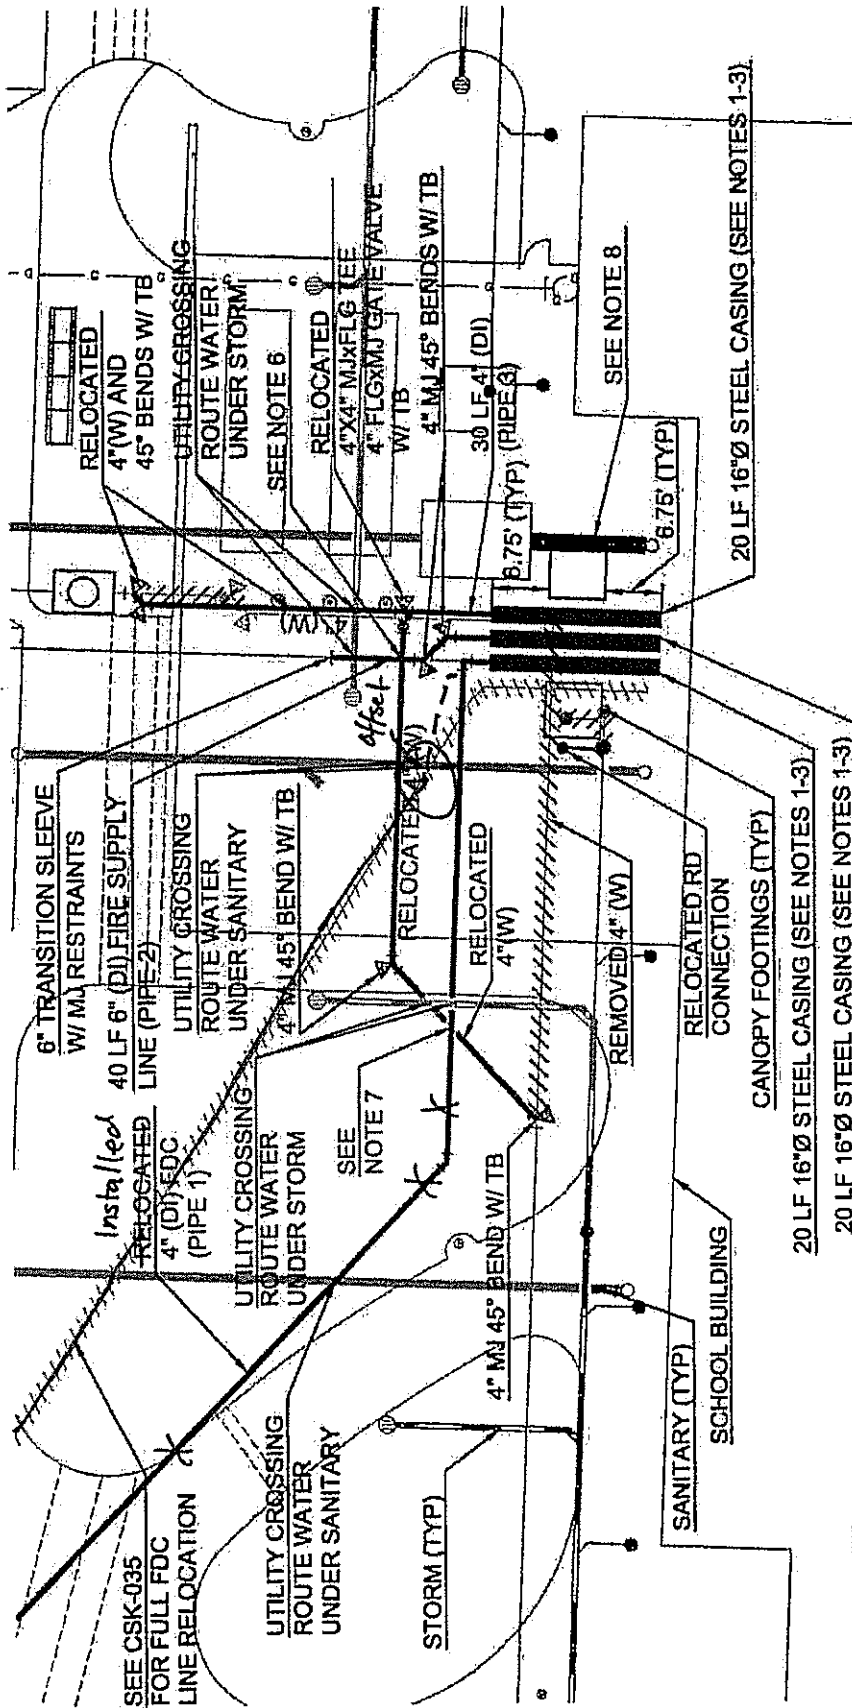 RELOCATED
4"(W) AND
45° BENDS W/ TB
UTILITY CROSSING
ROUTE WATER
UNDER STORM
SEE NOTE 6
RELOCATED
4"X4" MJxFLG TEE
4" FLGxMJ GATE VALVE
W/ TB
4" MJ 45° BENDS W/ TB
30 LF 4" (DI)
(PIPE 3)
6.75' (TYP)
SEE NOTE 8
6.75' (TYP)
20 LF 16"Ø STEEL CASING (SEE NOTES 1-3)
4"(W)
6" TRANSITION SLEEVE
W/ MJ RESTRAINTS
40 LF 6" (DI) FIRE SUPPLY
LINE (PIPE 2)
offset
UTILITY CROSSING
ROUTE WATER
UNDER SANITARY
4" MJ 45° BEND W/ TB
RELOCATED 4"(W)
RELOCATED
4"(W)
REMOVED 4" (W)
RELOCATED RD
CONNECTION
CANOPY FOOTINGS (TYP)
20 LF 16"Ø STEEL CASING (SEE NOTES 1-3)
20 LF 16"Ø STEEL CASING (SEE NOTES 1-3)
Installed
RELOCATED
4" (DI) FDC
(PIPE 1)
UTILITY CROSSING
ROUTE WATER
UNDER STORM
SEE
NOTE 7
4" MJ 45° BEND W/ TB
SCHOOL BUILDING
SANITARY (TYP)
SEE CSK-035
FOR FULL FDC
LINE RELOCATION
UTILITY CROSSING
ROUTE WATER
UNDER SANITARY
STORM (TYP)